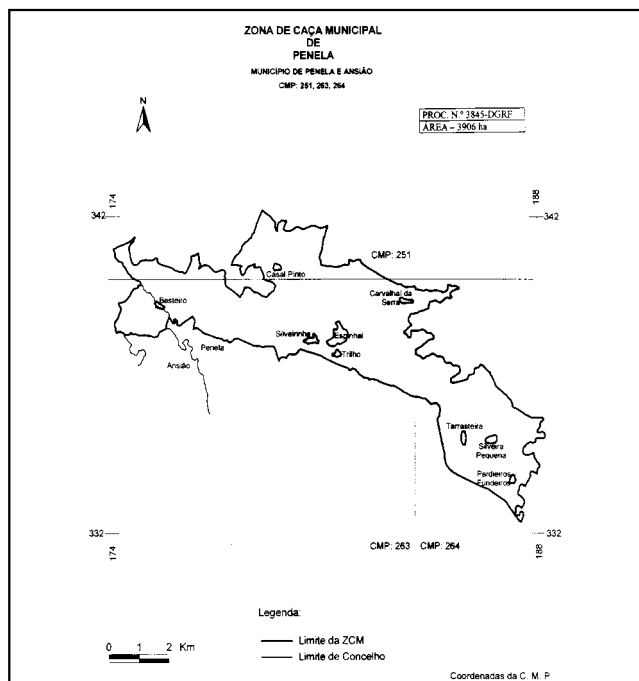 ZONA DE CAÇA MUNICIPAL
DE
PENELA
MUNICÍPIO DE PENELA E ANSIÃO
CMP: 251, 263, 264
N
PROC. N.º 3845-DGRF
ÁREA – 3906 ha
174
188
342
342
CMP: 251
Casal Pinto
Carvalhal da
Serra
Besteiro
Silveirinha
Espinhal
Penela
Trilho
Ansião
Tarrasteira
Silveira
Pequena
Pardieiros
Fundeiros
332
332
174
CMP: 263
CMP: 264
188
Legenda:
0 1 2 Km
Limite da ZCM
Limite de Concelho
Coordenadas da C. M. P